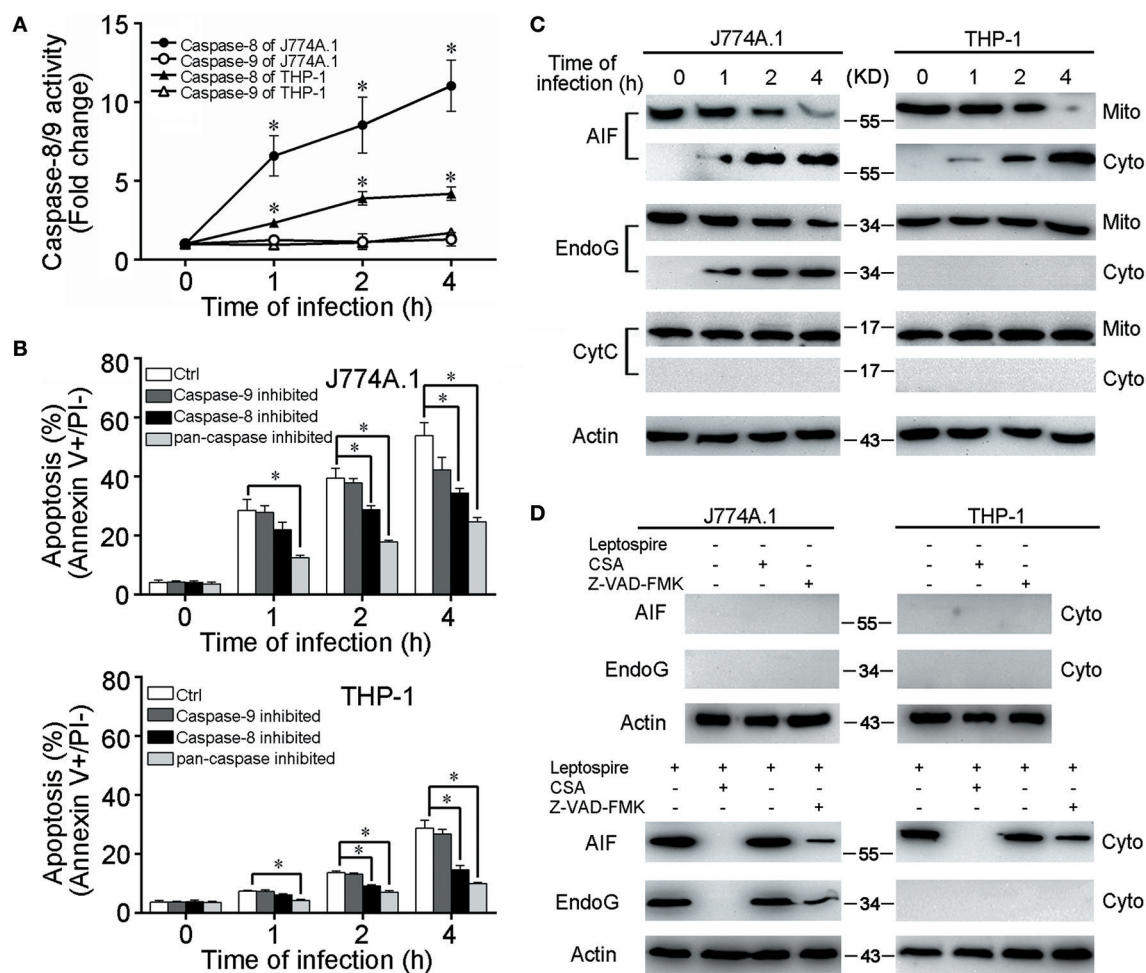 A
Caspase-8/9 activity
(Fold change)
15
10
5
0
Caspase-8 of J774A.1
Caspase-9 of J774A.1
Caspase-8 of THP-1
Caspase-9 of THP-1
* * *
* * *
0 1 2 4
Time of infection (h)
B
Apoptosis (%)
(Annexin V+/PI-)
80
60
40
20
0
Ctrl
Caspase-9 inhibited
Caspase-8 inhibited
pan-caspase inhibited
J774A.1
* * * * *
0 1 2 4
Time of infection (h)
Apoptosis (%)
(Annexin V+/PI-)
80
60
40
20
0
Ctrl
Caspase-9 inhibited
Caspase-8 inhibited
pan-caspase inhibited
THP-1
* * * * *
0 1 2 4
Time of infection (h)
C
J774A.1 THP-1
Time of
infection (h) 0 1 2 4 (KD) 0 1 2 4
AIF
–55– Mito
–55– Cyto
EndoG
–34– Mito
–34– Cyto
CytC
–17– Mito
–17– Cyto
Actin –43–
D
J774A.1 THP-1
Leptospire - - - - - -
CSA - + - - + -
Z-VAD-FMK - - + - - +
AIF –55– Cyto
EndoG –34– Cyto
Actin –43–
Leptospire + + + + + + + +
CSA - + - - - + - -
Z-VAD-FMK - - - + - - - +
AIF –55– Cyto
EndoG –34– Cyto
Actin –43– Cyto